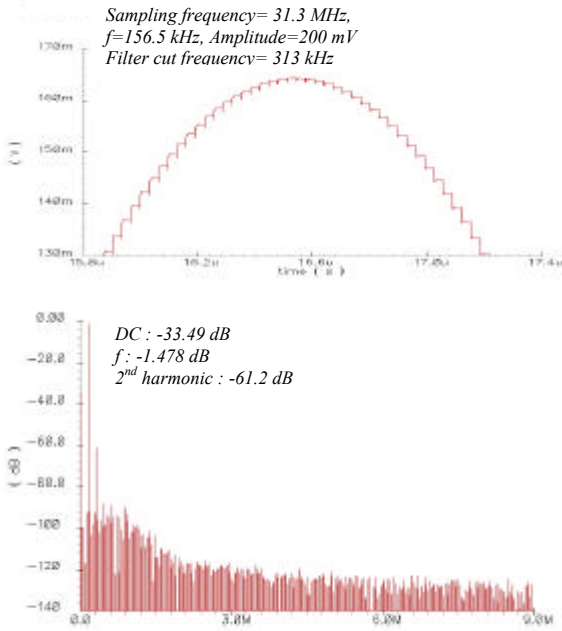 Sampling frequency= 31.3 MHz,
f=156.5 kHz, Amplitude=200 mV
Filter cut frequency= 313 kHz
170m
160m
150m
140m
130m
(V)
15.8u 16.2u 16.6u 17.0u 17.4u
time ( s )
DC : -33.49 dB
f : -1.478 dB
2nd harmonic : -61.2 dB
0.00
-20.0
-40.0
-60.0
-80.0
-100
-120
-140
( dB )
0.0 3.0M 6.0M 9.0M